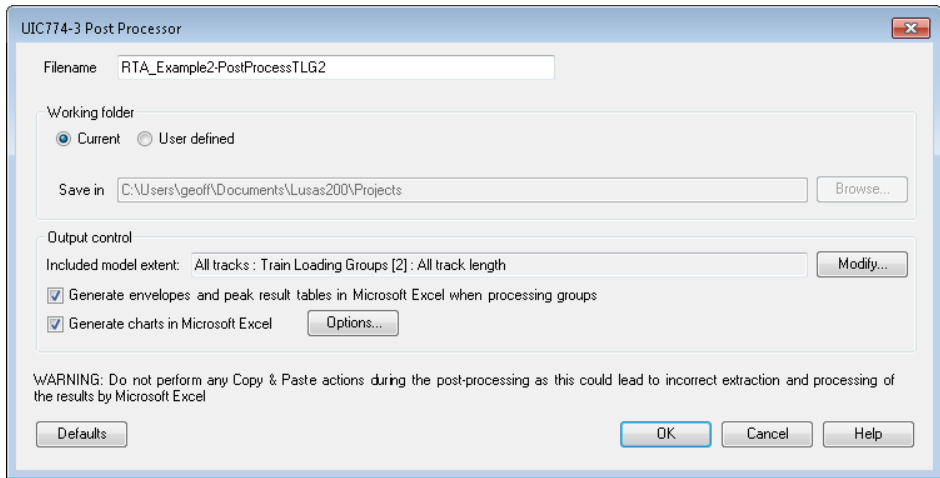 UIC774-3 Post Processor
Filename RTA_Example2-PostProcessTLG2
Working folder
Current User defined
Save in C:\Users\geoff\Documents\Lusas200\Projects Browse...
Output control
Included model extent: All tracks : Train Loading Groups [2] : All track length Modify...
Generate envelopes and peak result tables in Microsoft Excel when processing groups
Generate charts in Microsoft Excel Options...
WARNING: Do not perform any Copy & Paste actions during the post-processing as this could lead to incorrect extraction and processing of
the results by Microsoft Excel
Defaults OK Cancel Help